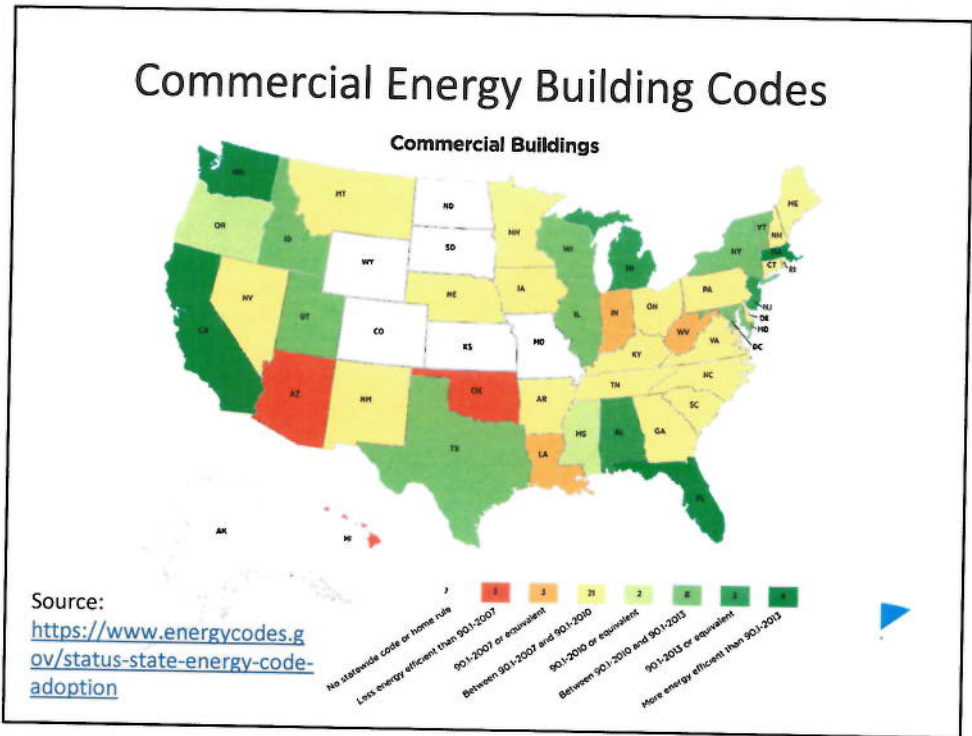 Commercial Energy Building Codes
Commercial Buildings
WA
MT
ND
MN
ME
OR
ID
SD
WI
VT
NH
NY
WY
MI
CT
RI
NV
NE
IA
PA
UT
CO
IL
IN
OH
NJ
DE
MD
DC
CA
KS
MO
WV
VA
KY
AZ
NM
OK
AR
TN
NC
SC
TX
MS
AL
GA
LA
FL
AK
HI
7
3
3
21
2
8
No statewide code or home rule
Less energy efficient than 90.1-2007
90.1-2007 or equivalent
Between 90.1-2007 and 90.1-2010
90.1-2010 or equivalent
Between 90.1-2010 and 90.1-2013
90.1-2013 or equivalent
More energy efficient than 90.1-2013
Source:
https://www.energycodes.g
ov/status-state-energy-code-
adoption